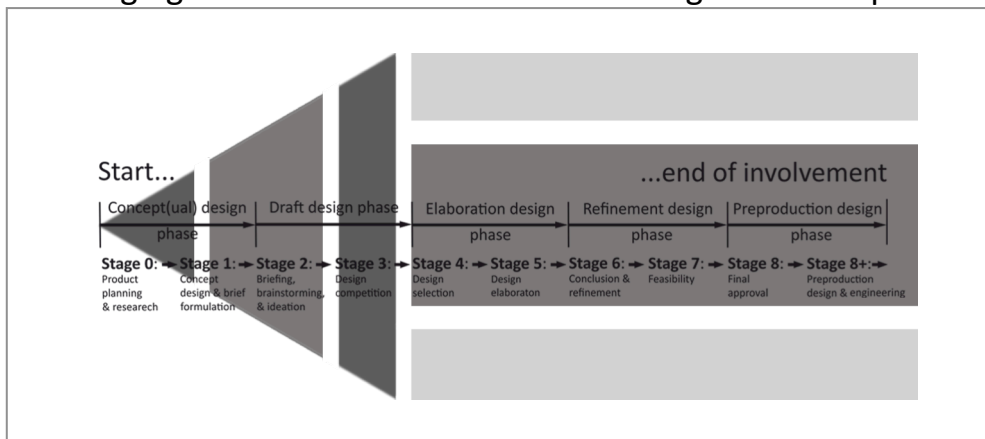 Start...
...end of involvement
Concept(ual) design
phase
Draft design phase
Elaboration design
phase
Refinement design
phase
Preproduction design
phase
Stage 0:
Product
planning
& researech
Stage 1:
Concept
design & brief
formulation
Stage 2:
Briefing,
brainstorming,
& ideation
Stage 3:
Design
competition
Stage 4:
Design
selection
Stage 5:
Design
elaboraton
Stage 6:
Conclusion &
refinement
Stage 7:
Feasibility
Stage 8:
Final
approval
Stage 8+:
Preproduction
design & engineering